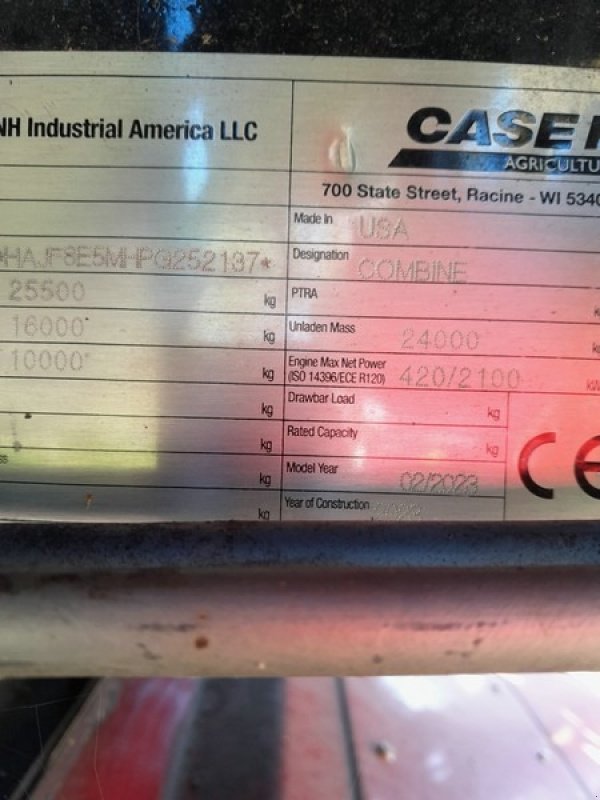 NH Industrial America LLC
CASE
AGRICULTU
700 State Street, Racine - WI 5340
Made In USA
HAJF8E5MHPG252137*
Designation COMBINE
25500 kg
PTRA
16000 kg
Unladen Mass 24000
10000 kg
Engine Max Net Power
(ISO 14396/ECE R120) 420/2100
kg
Drawbar Load kg
kg
Rated Capacity kg
kg
Model Year 02/2023
kg
Year of Construction
CE